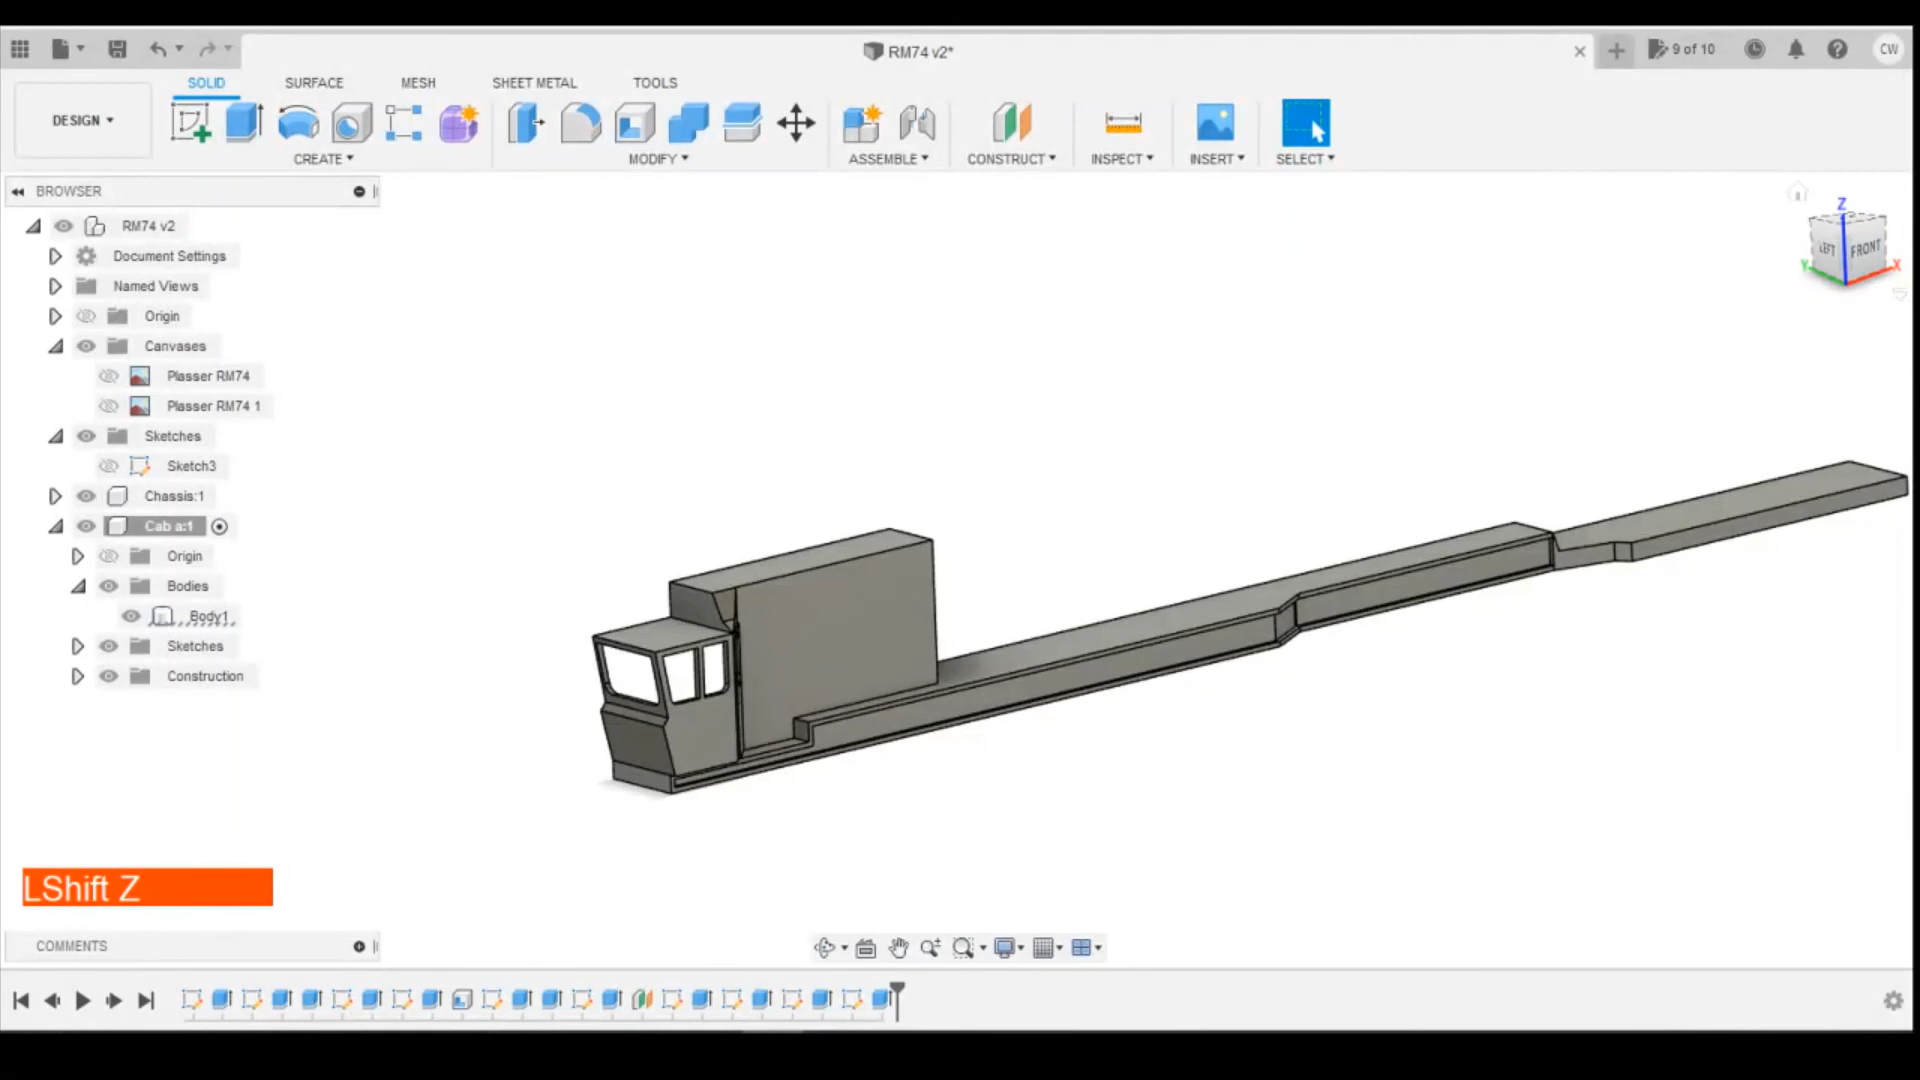 RM74 v2*
9 of 10
CW
SOLID
SURFACE
MESH
SHEET METAL
TOOLS
DESIGN
CREATE
MODIFY
ASSEMBLE
CONSTRUCT
INSPECT
INSERT
SELECT
BROWSER
RM74 v2
Document Settings
Named Views
Origin
Canvases
Plasser RM74
Plasser RM74 1
Sketches
Sketch3
Chassis:1
Cab a:1
Origin
Bodies
Body1
Sketches
Construction
Z
LEFT
FRONT
Y
X
LShift Z
COMMENTS